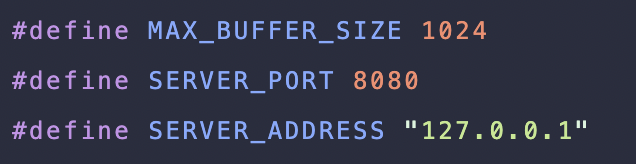 #define MAX_BUFFER_SIZE 1024
#define SERVER_PORT 8080
#define SERVER_ADDRESS "127.0.0.1"